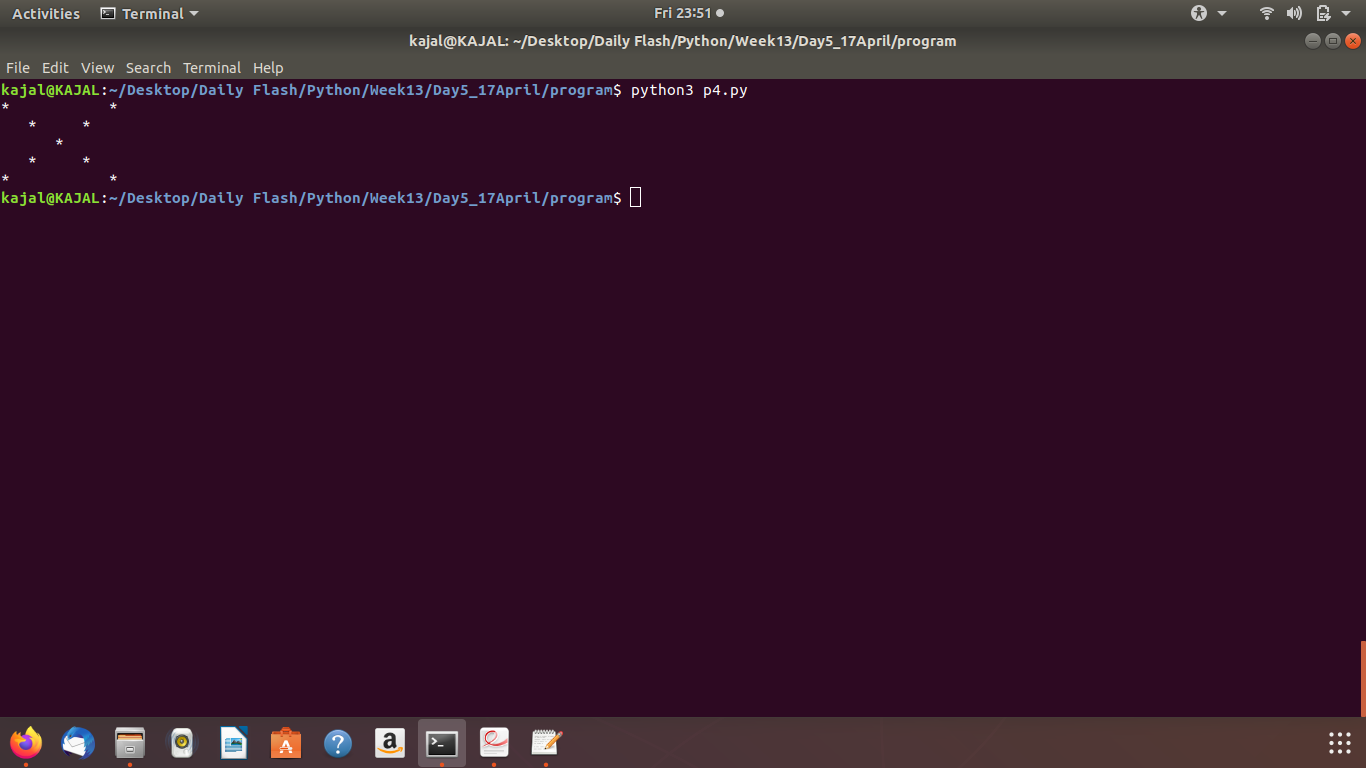 Activities Terminal Fri 23:51
kajal@KAJAL: ~/Desktop/Daily Flash/Python/Week13/Day5_17April/program
File Edit View Search Terminal Help
kajal@KAJAL:~/Desktop/Daily Flash/Python/Week13/Day5_17April/program$ python3 p4.py
*           *
   *     *
      *
   *     *
*           *
kajal@KAJAL:~/Desktop/Daily Flash/Python/Week13/Day5_17April/program$